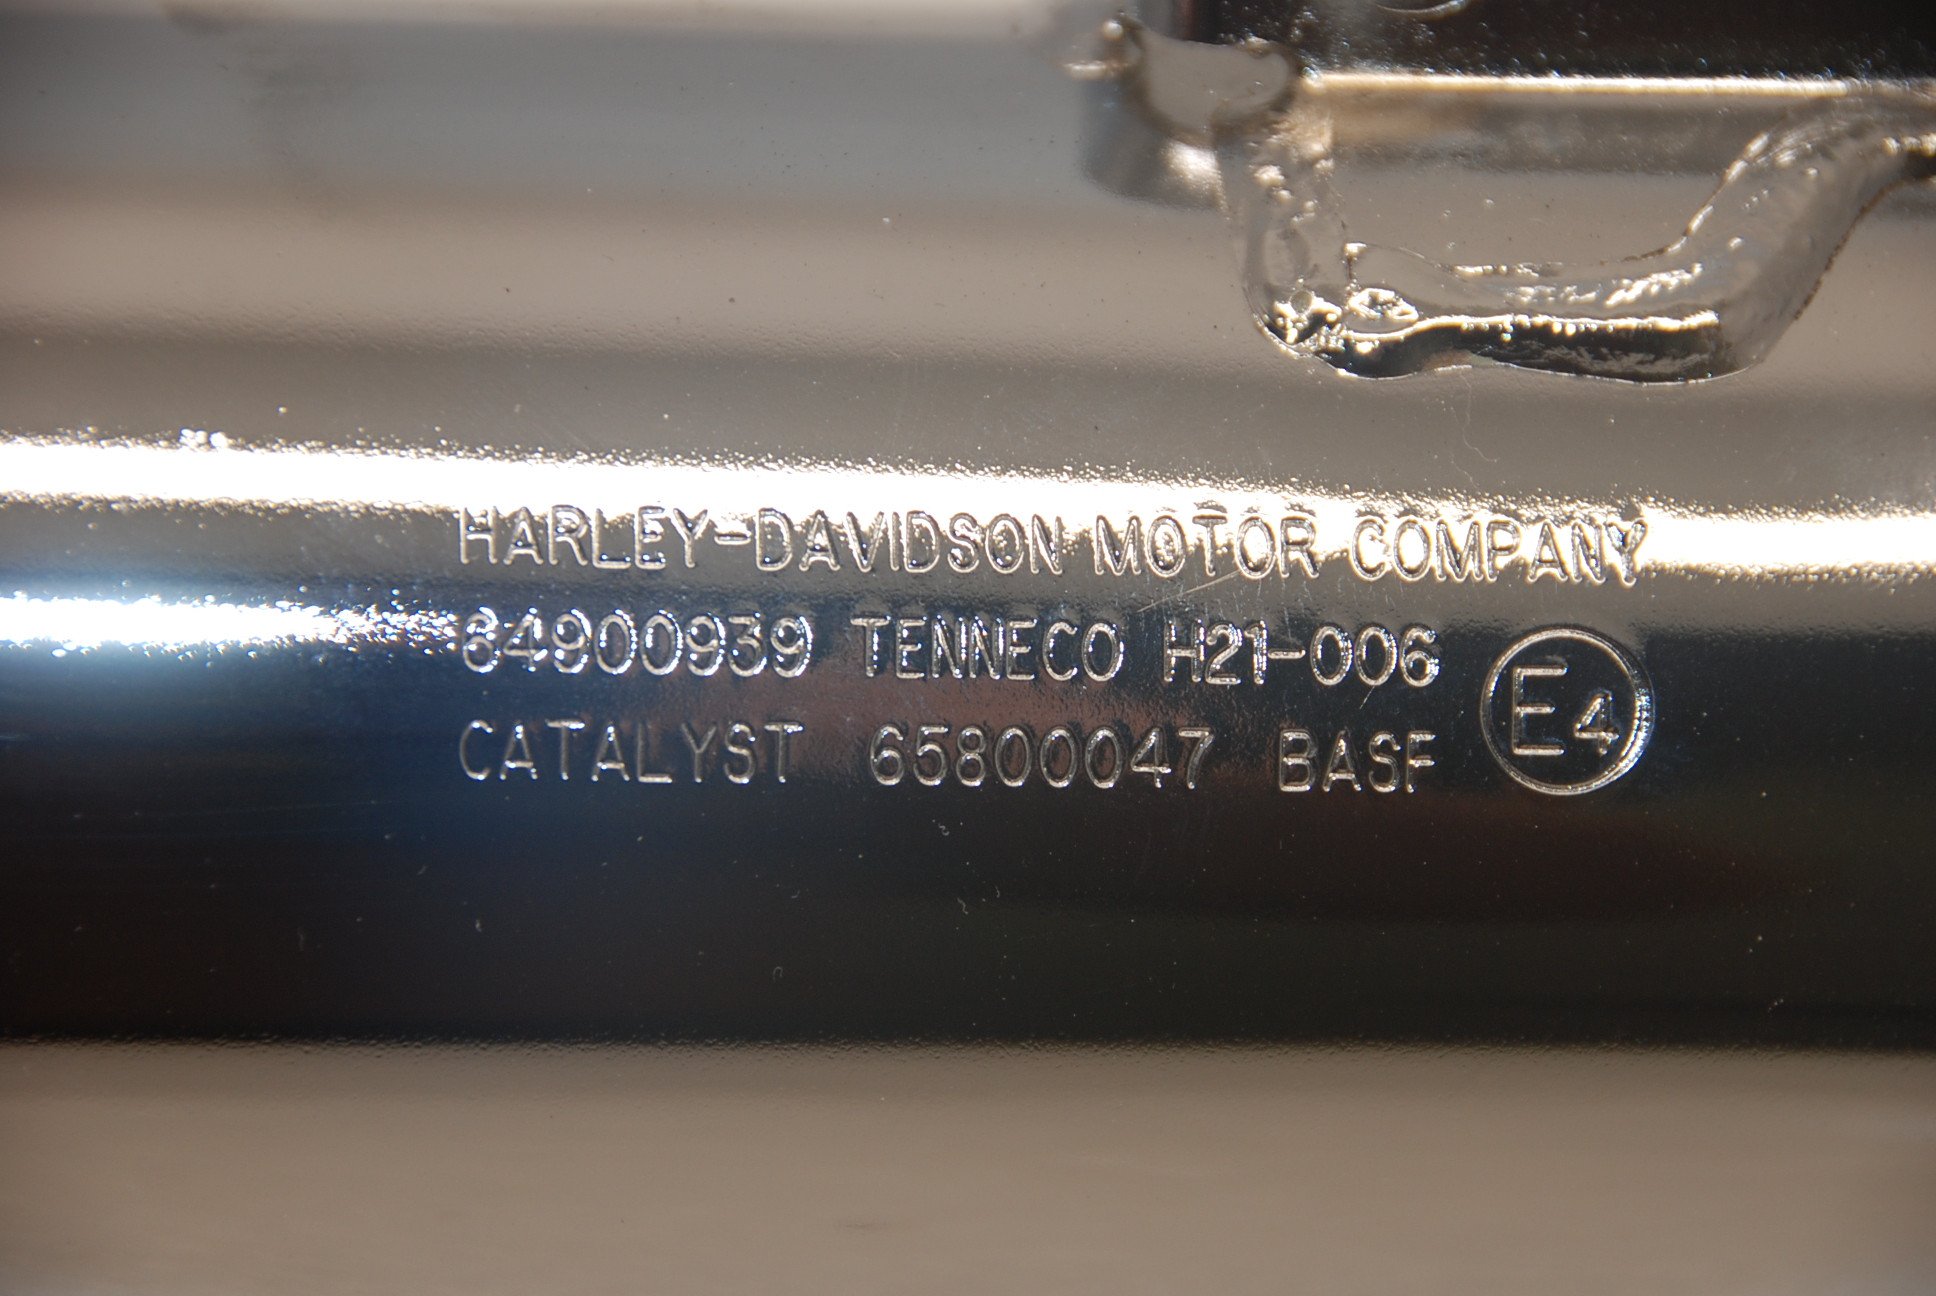 HARLEY-DAVIDSON MOTOR COMPANY
64900939 TENNECO H21-006
CATALYST 65800047 BASF E4